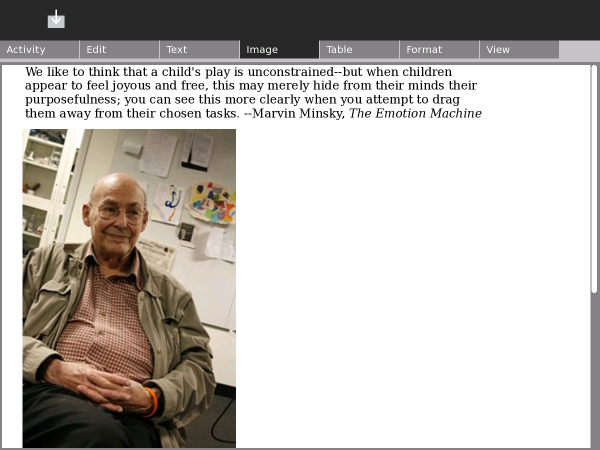 Activity
Edit
Text
Image
Table
Format
View
We like to think that a child's play is unconstrained--but when children
appear to feel joyous and free, this may merely hide from their minds their
purposefulness; you can see this more clearly when you attempt to drag
them away from their chosen tasks. --Marvin Minsky, The Emotion Machine